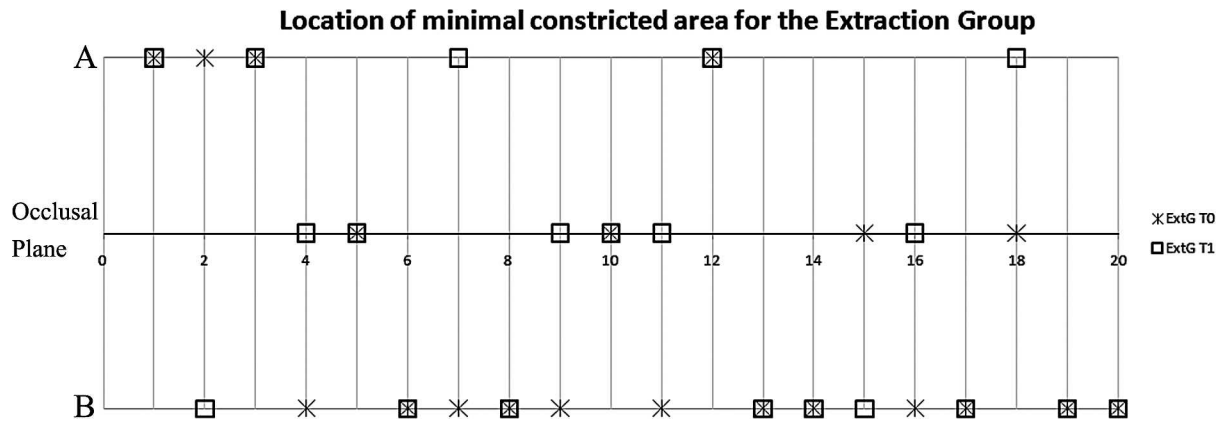 Location of minimal constricted area for the Extraction Group
A
Occlusal
Plane
0 2 4 6 8 10 12 14 16 18 20
ExtG T0
ExtG T1
B